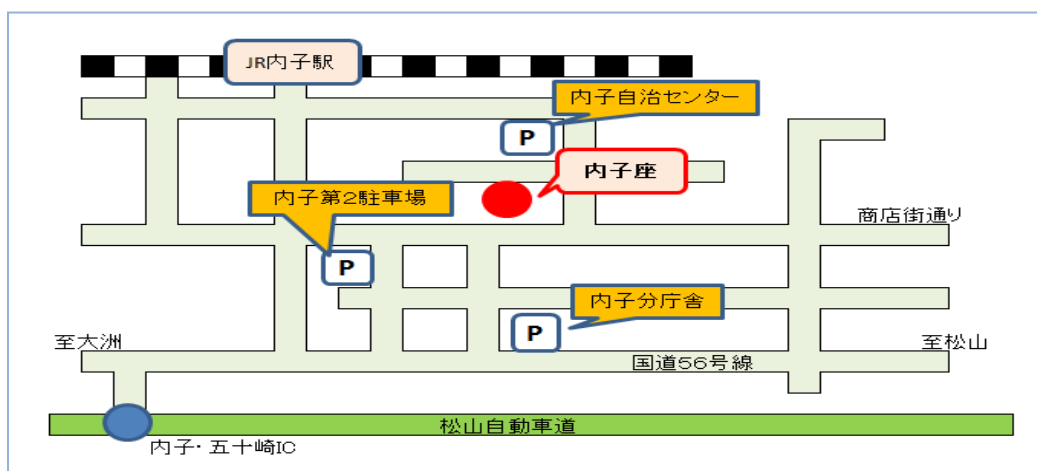 JR内子駅
内子自治センター
P
内子座
内子第2駐車場
商店街通り
P
内子分庁舎
P
至大洲
至松山
国道56号線
松山自動車道
内子・五十崎IC